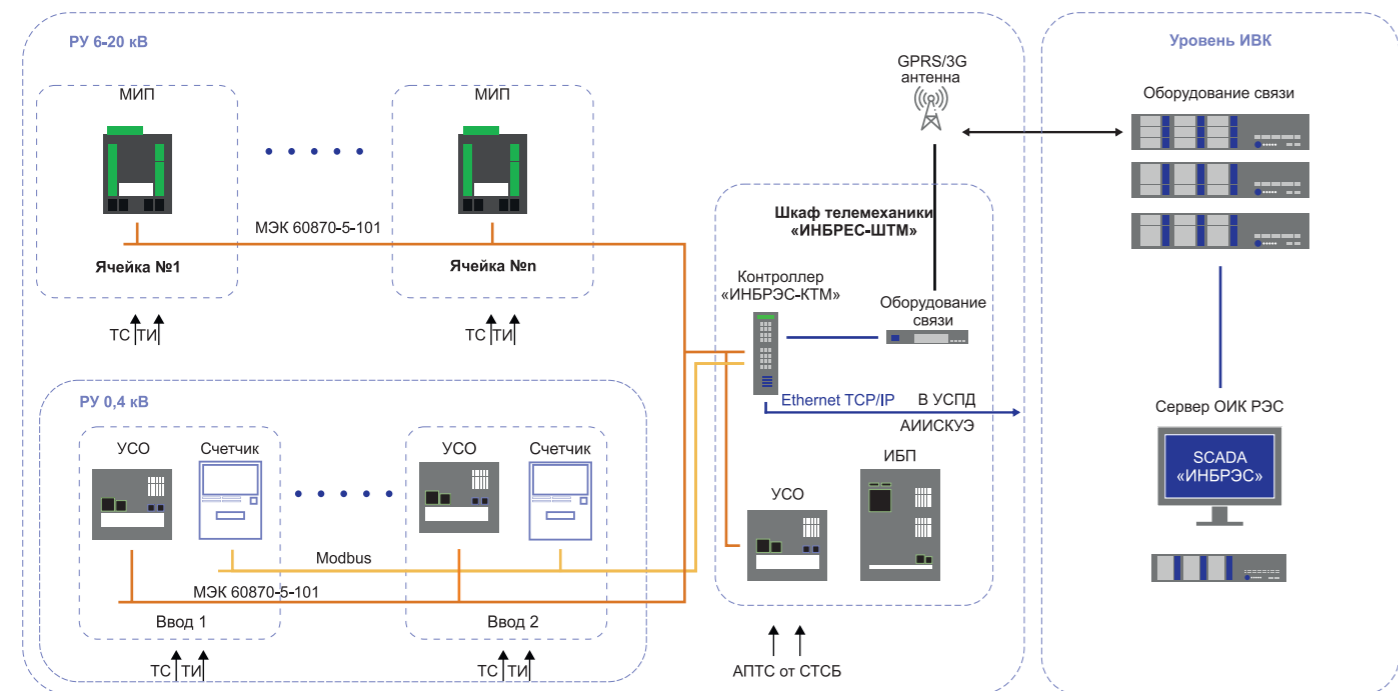 РУ 6-20 кВ
МИП
МИП
МЭК 60870-5-101
Ячейка №1
Ячейка №n
ТС ТИ
ТС ТИ
РУ 0,4 кВ
УСО
Счетчик
УСО
Счетчик
Modbus
МЭК 60870-5-101
Ввод 1
Ввод 2
ТС ТИ
ТС ТИ
GPRS/3G
антенна
Шкаф телемеханики
«ИНБРЕС-ШТМ»
Контроллер
«ИНБРЭС-КТМ»
Оборудование
связи
Ethernet TCP/IP
В УСПД
АИИСКУЭ
ИБП
УСО
АПТС от СТСБ
Уровень ИВК
Оборудование связи
Сервер ОИК РЭС
SCADA
«ИНБРЭС»